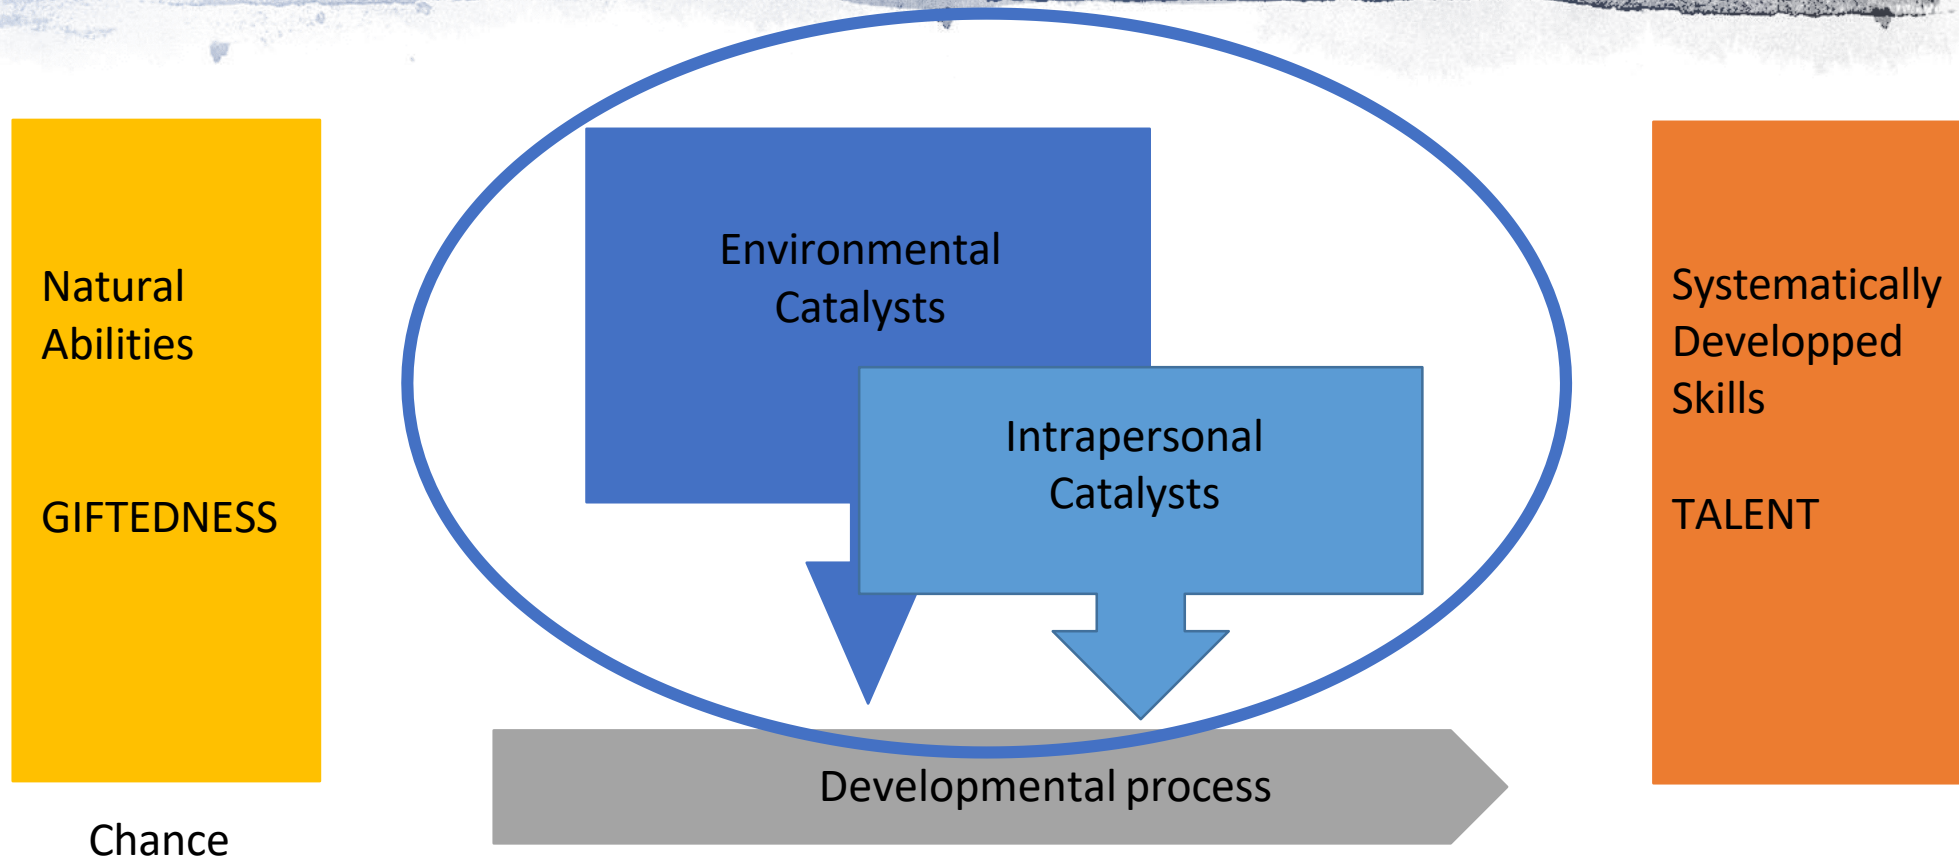 Natural
Abilities
GIFTEDNESS
Chance
Environmental
Catalysts
Intrapersonal
Catalysts
Developmental process
Systematically
Developped
Skills
TALENT